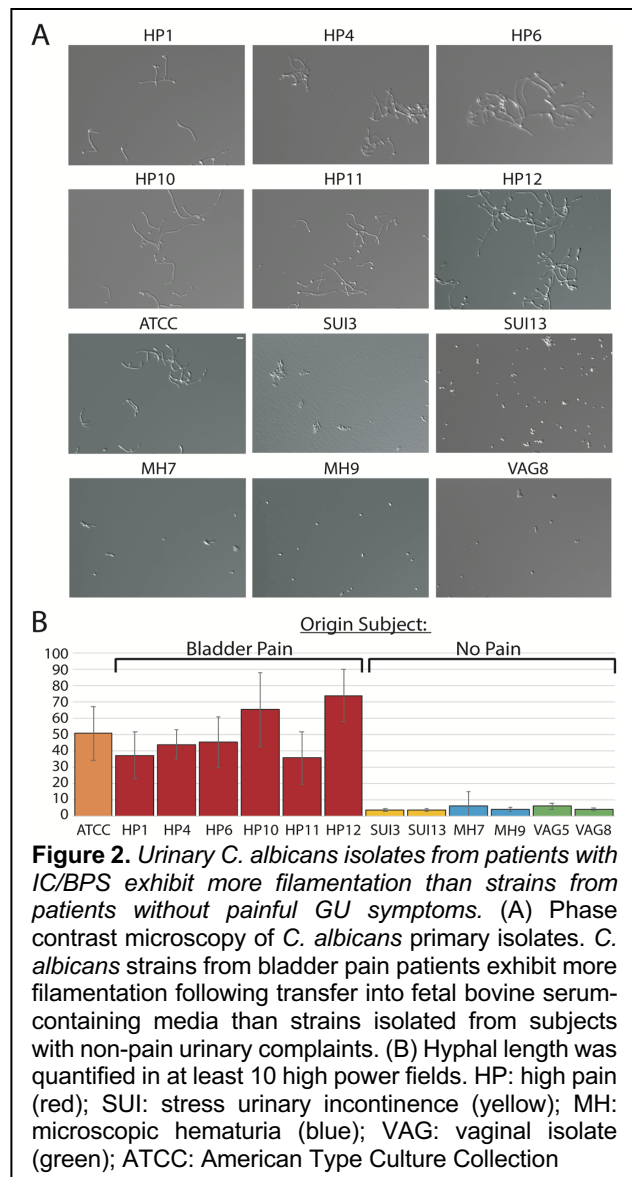 A
HP1 HP4 HP6
HP10 HP11 HP12
ATCC SUI3 SUI13
MH7 MH9 VAG8
B
Origin Subject:
Bladder Pain No Pain
100
90
80
70
60
50
40
30
20
10
0
ATCC HP1 HP4 HP6 HP10 HP11 HP12 SUI3 SUI13 MH7 MH9 VAG5 VAG8
Figure 2. Urinary C. albicans isolates from patients with
IC/BPS exhibit more filamentation than strains from
patients without painful GU symptoms. (A) Phase
contrast microscopy of C. albicans primary isolates. C.
albicans strains from bladder pain patients exhibit more
filamentation following transfer into fetal bovine serum-
containing media than strains isolated from subjects
with non-pain urinary complaints. (B) Hyphal length was
quantified in at least 10 high power fields. HP: high pain
(red); SUI: stress urinary incontinence (yellow); MH:
microscopic hematuria (blue); VAG: vaginal isolate
(green); ATCC: American Type Culture Collection